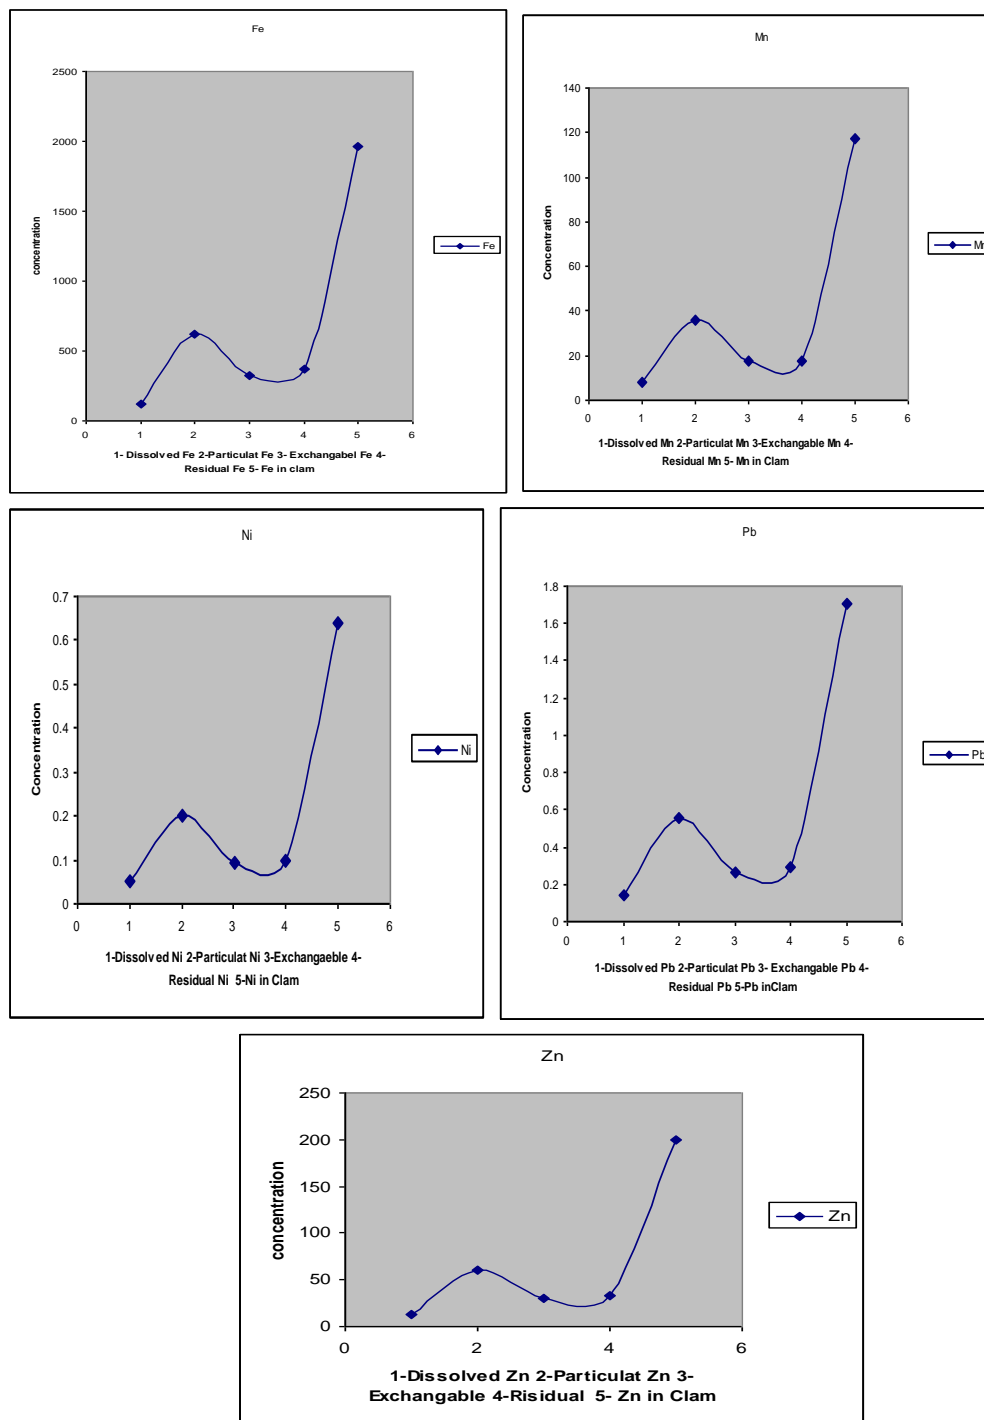 Fe
2500
2000
1500
1000
500
0
0 1 2 3 4 5 6
concentration
Fe
1- Dissolved Fe 2-Particulat Fe 3- Exchangabel Fe 4-
Residual Fe 5- Fe in clam
Mn
140
120
100
80
60
40
20
0
0 1 2 3 4 5 6
Concentration
Mn
1-Dissolved Mn 2-Particulat Mn 3-Exchangable Mn 4-
Residual Mn 5- Mn in Clam
Ni
0.7
0.6
0.5
0.4
0.3
0.2
0.1
0
0 1 2 3 4 5 6
Concentration
Ni
1-Dissolved Ni 2-Particulat Ni 3-Exchangaeble 4-
Residual Ni 5-Ni in Clam
Pb
1.8
1.6
1.4
1.2
1
0.8
0.6
0.4
0.2
0
0 1 2 3 4 5 6
Concentration
Pb
1-Dissolved Pb 2-Particulat Pb 3- Exchangable Pb 4-
Residual Pb 5-Pb inClam
Zn
250
200
150
100
50
0
0 2 4 6
concentration
Zn
1-Dissolved Zn 2-Particulat Zn 3-
Exchangable 4-Risidual 5- Zn in Clam